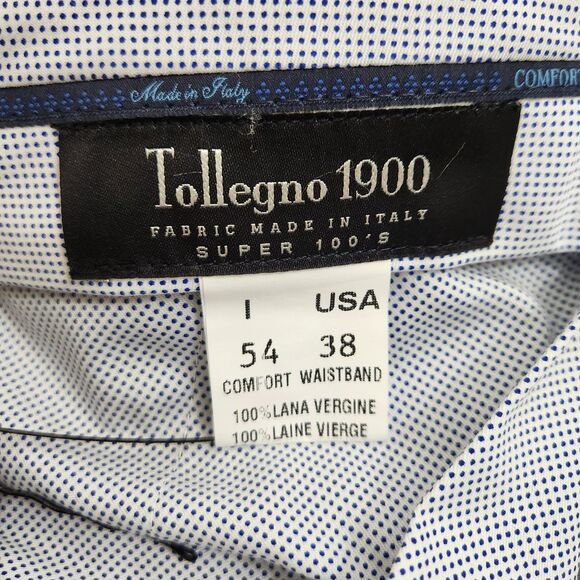 Made in Italy
COMFORT
Tollegno 1900
FABRIC MADE IN ITALY
SUPER 100'S
I USA
54 38
COMFORT WAISTBAND
100% LANA VERGINE
100% LAINE VIERGE